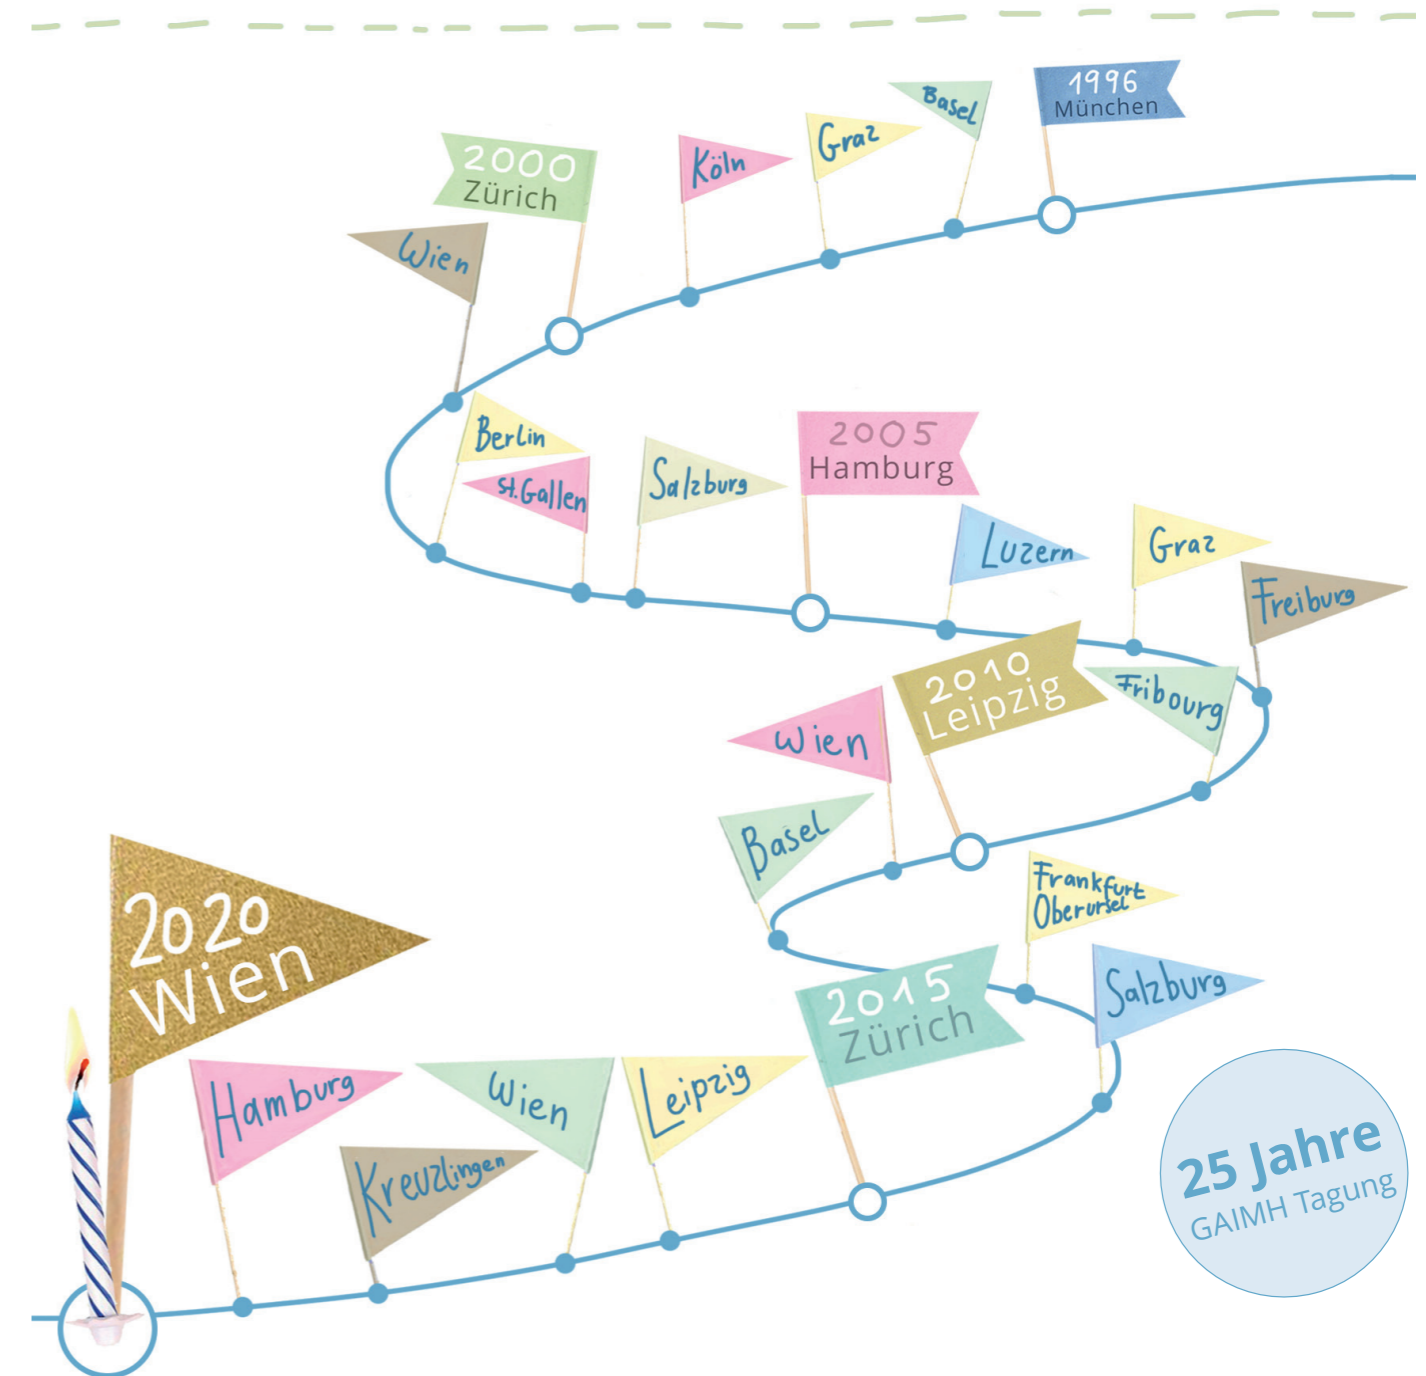 1996
München
Basel
Graz
Köln
2000
Zürich
Wien
Berlin
St.Gallen
Salzburg
2005
Hamburg
Luzern
Graz
Freiburg
Fribourg
2010
Leipzig
Wien
Basel
Frankfurt
Oberursel
Salzburg
2015
Zürich
Leipzig
Wien
Kreuzlingen
Hamburg
2020
Wien
25 Jahre
GAIMH Tagung